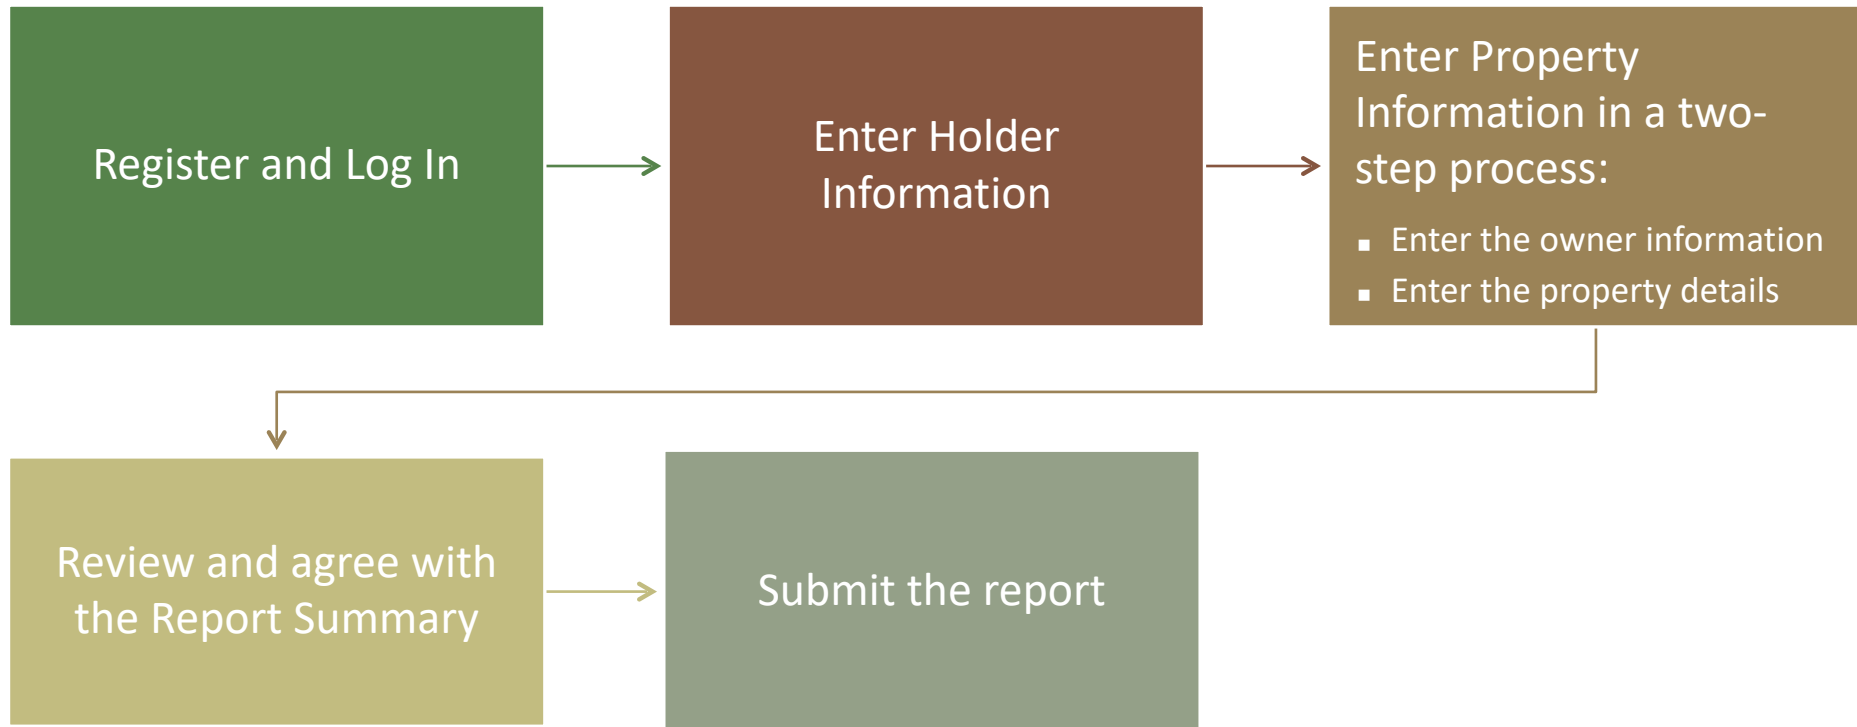 Register and Log In
Enter Holder
Information
Enter Property
Information in a two-
step process:
▪ Enter the owner information
▪ Enter the property details
Review and agree with
the Report Summary
Submit the report